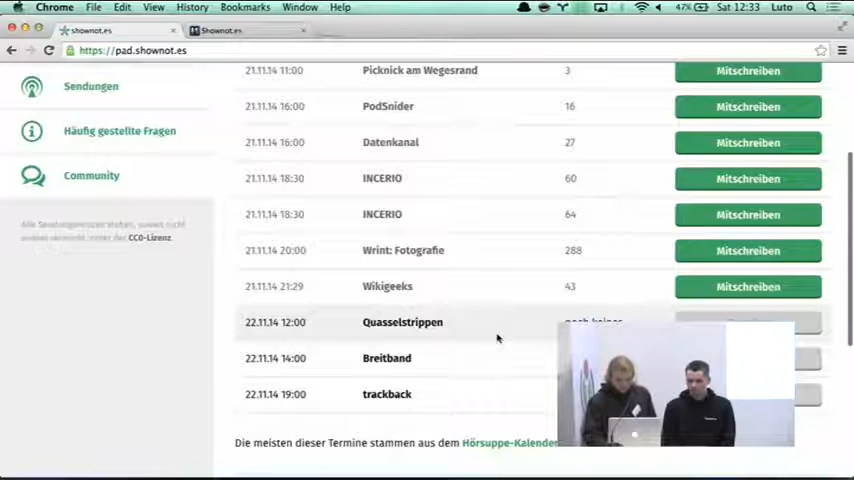 Chrome File Edit View History Bookmarks Window Help 47% Sat 12:33 Luto
shownot.es Shownot.es
https://pad.shownot.es
Sendungen
Häufig gestellte Fragen
Community
CC0-Lizenz
21.11.14 11:00 Picknick am Wegesrand 3 Mitschreiben
21.11.14 16:00 PodSnider 16 Mitschreiben
21.11.14 16:00 Datenkanal 27 Mitschreiben
21.11.14 18:30 INCERIO 60 Mitschreiben
21.11.14 18:30 INCERIO 64 Mitschreiben
21.11.14 20:00 Wrint: Fotografie 288 Mitschreiben
21.11.14 21:29 Wikigeeks 43 Mitschreiben
22.11.14 12:00 Quasselstrippen
22.11.14 14:00 Breitband
22.11.14 19:00 trackback
Die meisten dieser Termine stammen aus dem Hörsuppe-Kalender